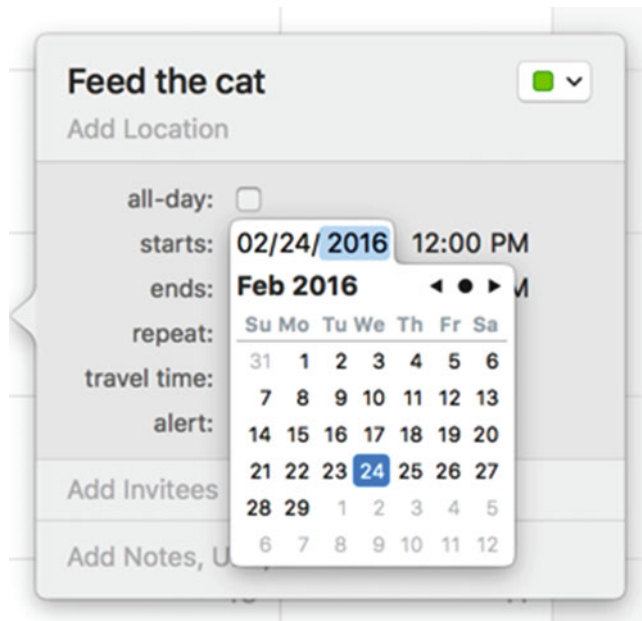 Feed the cat
Add Location
all-day:
starts: 02/24/2016 12:00 PM
ends:
Feb 2016
repeat:
Su Mo Tu We Th Fr Sa
31 1 2 3 4 5 6
travel time:
7 8 9 10 11 12 13
alert:
14 15 16 17 18 19 20
21 22 23 24 25 26 27
Add Invitees
28 29 1 2 3 4 5
6 7 8 9 10 11 12
Add Notes,